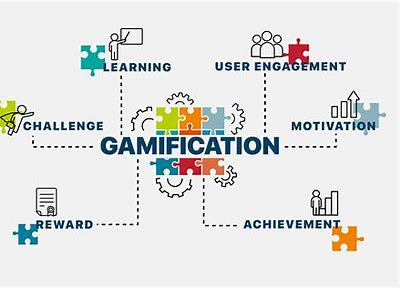 LEARNING
USER ENGAGEMENT
CHALLENGE
MOTIVATION
GAMIFICATION
REWARD
ACHIEVEMENT